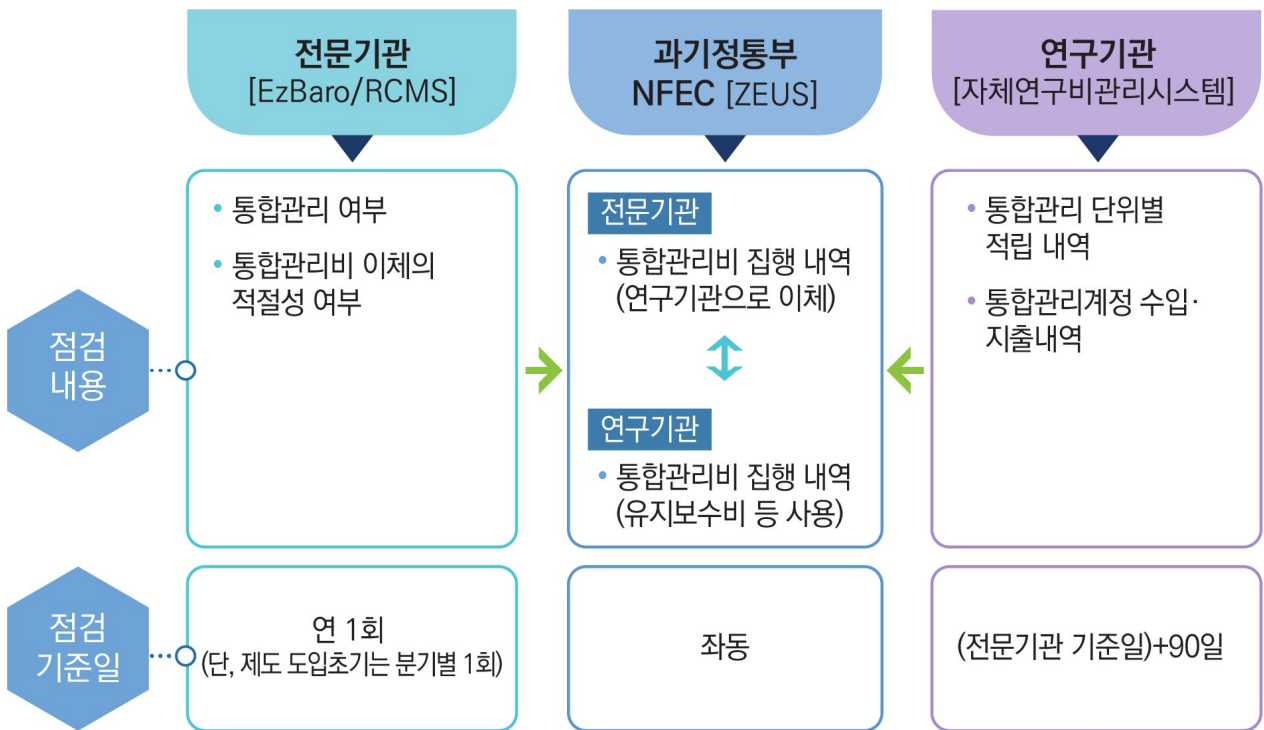 전문기관
[EzBaro/RCMS]
과기정통부
NFEC [ZEUS]
연구기관
[자체연구비관리시스템]
점검
내용
• 통합관리 여부
• 통합관리비 이체의
적절성 여부
전문기관
• 통합관리비 집행 내역
(연구기관으로 이체)
연구기관
• 통합관리비 집행 내역
(유지보수비 등 사용)
• 통합관리 단위별
적립 내역
• 통합관리계정 수입·
지출내역
점검
기준일
연 1회
(단, 제도 도입초기는 분기별 1회)
좌동
(전문기관 기준일)+90일